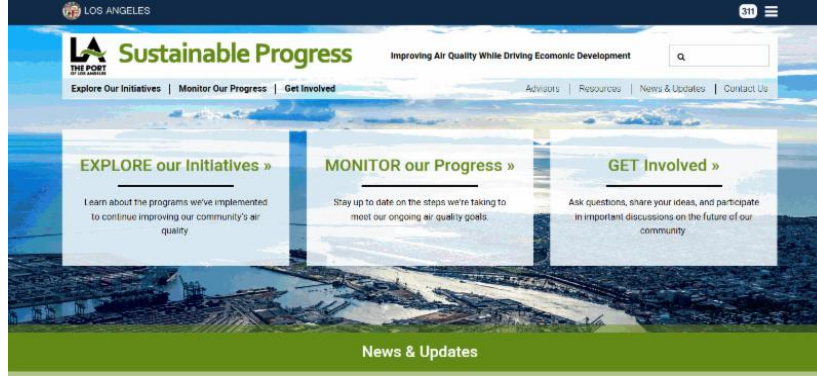 LOS ANGELES
311
LA
THE PORT
OF LOS ANGELES
Sustainable Progress
Improving Air Quality While Driving Ecomonic Development
Explore Our Initiatives | Monitor Our Progress | Get Involved
Advisors | Resources | News & Updates | Contact Us
EXPLORE our Initiatives »
Learn about the programs we've implemented
to continue improving our community's air
quality
MONITOR our Progress »
Stay up to date on the steps we're taking to
meet our ongoing air quality goals.
GET Involved »
Ask questions, share your ideas, and participate
in important discussions on the future of our
community
News & Updates